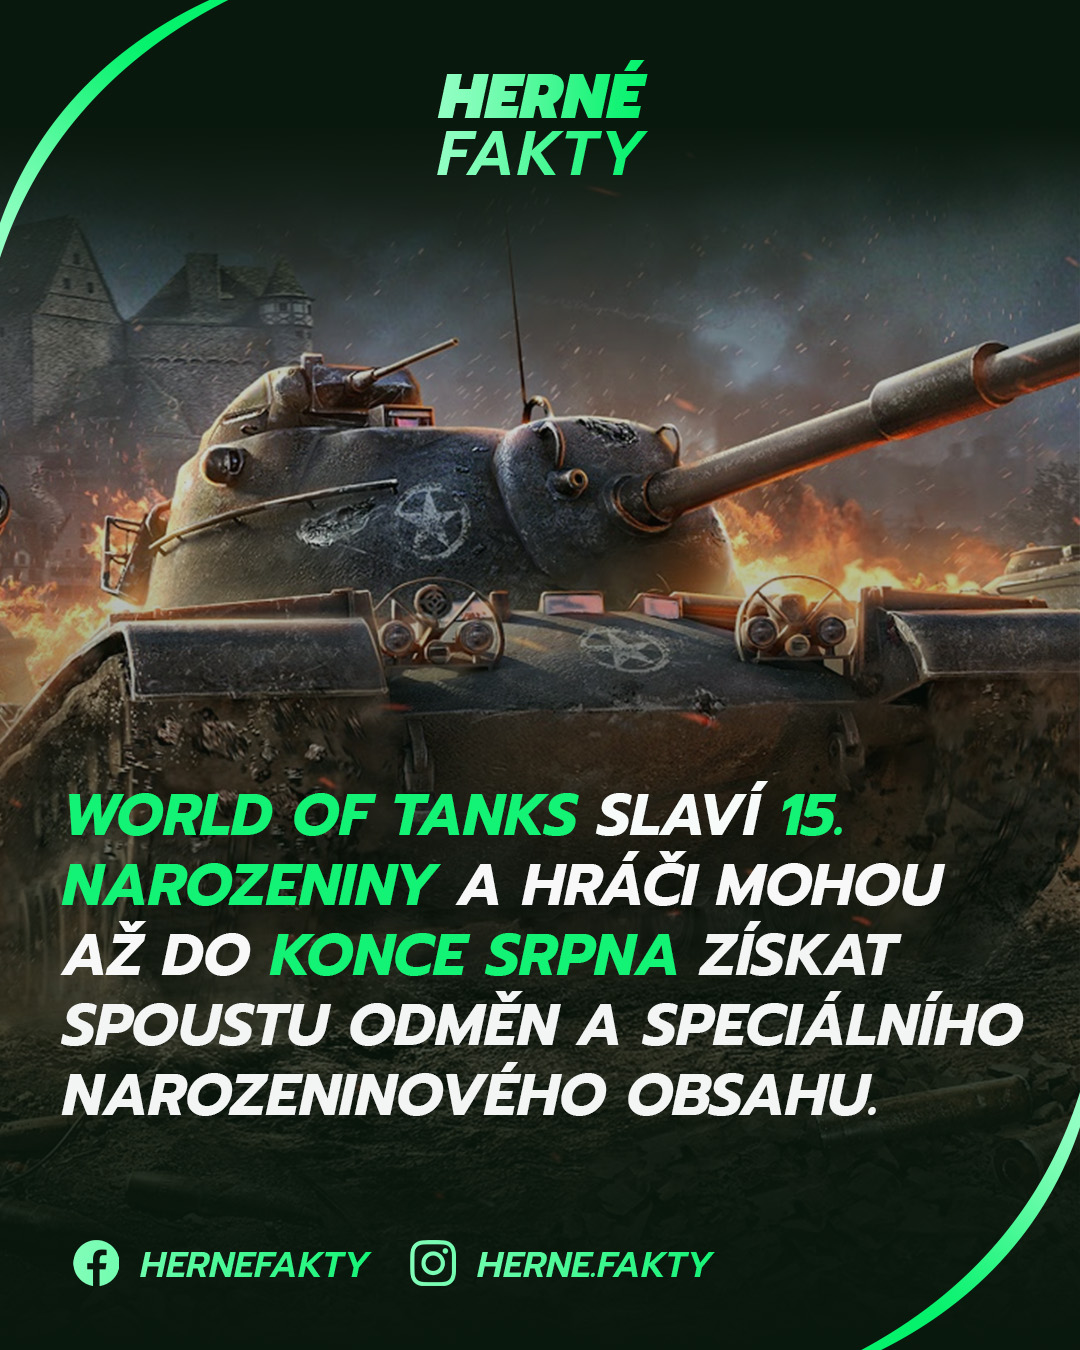 HERNÉ
FAKTY
WORLD OF TANKS SLAVÍ 15.
NAROZENINY A HRÁČI MOHOU
AŽ DO KONCE SRPNA ZÍSKAT
SPOUSTU ODMĚN A SPECIÁLNÍHO
NAROZENINOVÉHO OBSAHU.
HERNEFAKTY HERNE.FAKTY